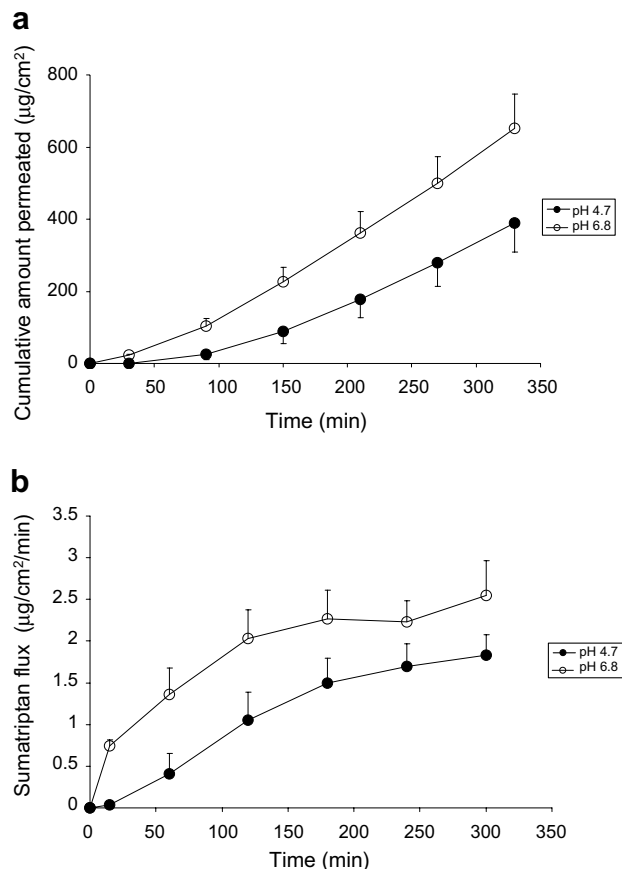 a
Cumulative amount permeated (µg/cm²)
800
600
400
200
0
0 50 100 150 200 250 300 350
Time (min)
pH 4.7
pH 6.8
b
Sumatriptan flux (µg/cm²/min)
3.5
3
2.5
2
1.5
1
0.5
0
0 50 100 150 200 250 300 350
Time (min)
pH 4.7
pH 6.8